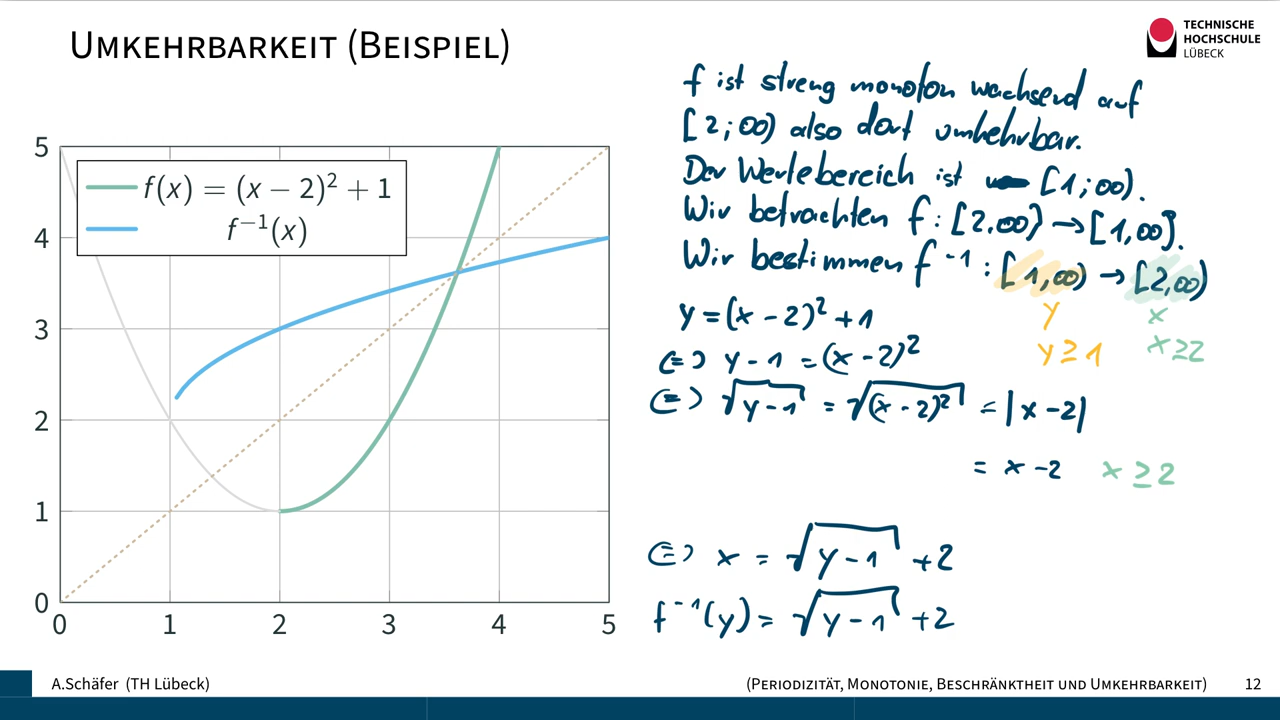 Umkehrbarkeit (Beispiel)
TECHNISCHE
HOCHSCHULE
LÜBECK
f ist streng monoton wachsend auf
[2;∞) also dort umkehrbar.
Der Wertebereich ist [1;∞).
Wir betrachten f:[2,∞)→[1,∞).
Wir bestimmen f⁻¹:[1,∞)→[2,∞)
y x
y≥1 x≥2
y=(x-2)²+1
⇔ y-1=(x-2)²
⇔ √(y-1) = √((x-2)²) = |x-2|
= x-2 x≥2
⇔ x = √(y-1) +2
f⁻¹(y)= √(y-1) +2
f(x) = (x − 2)² + 1
f⁻¹(x)
5
4
3
2
1
0
0 1 2 3 4 5
A.Schäfer (TH Lübeck) (Periodizität, Monotonie, Beschränktheit und Umkehrbarkeit) 12